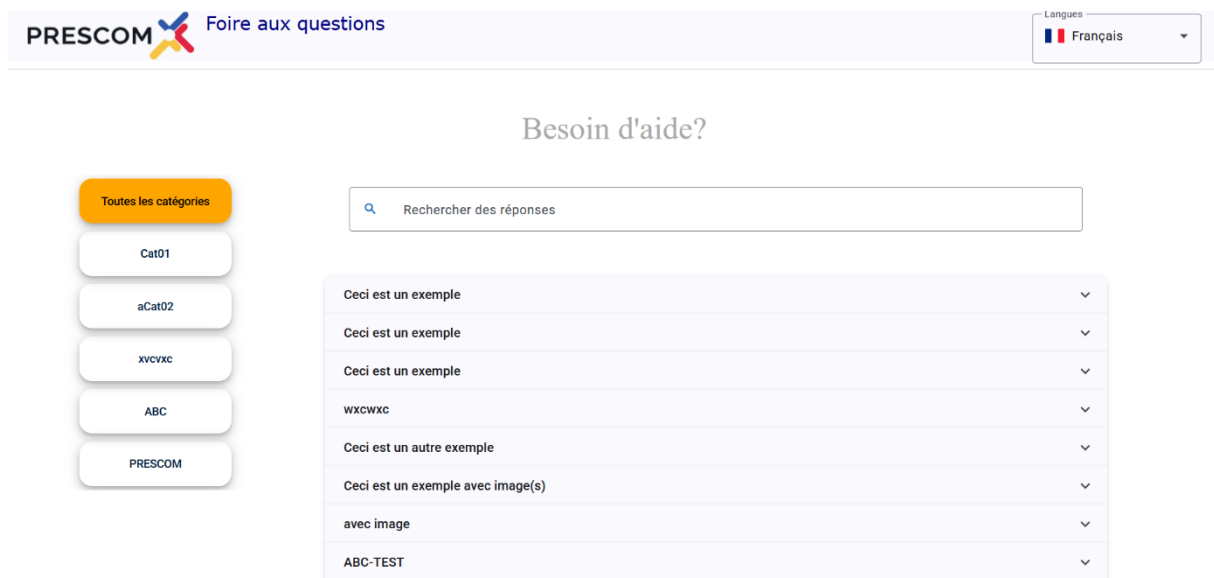 PRESCOM
Foire aux questions
Langues
Français
Besoin d'aide?
Toutes les catégories
Cat01
aCat02
xvcvxc
ABC
PRESCOM
Rechercher des réponses
Ceci est un exemple
Ceci est un exemple
Ceci est un exemple
wxcwxc
Ceci est un autre exemple
Ceci est un exemple avec image(s)
avec image
ABC-TEST